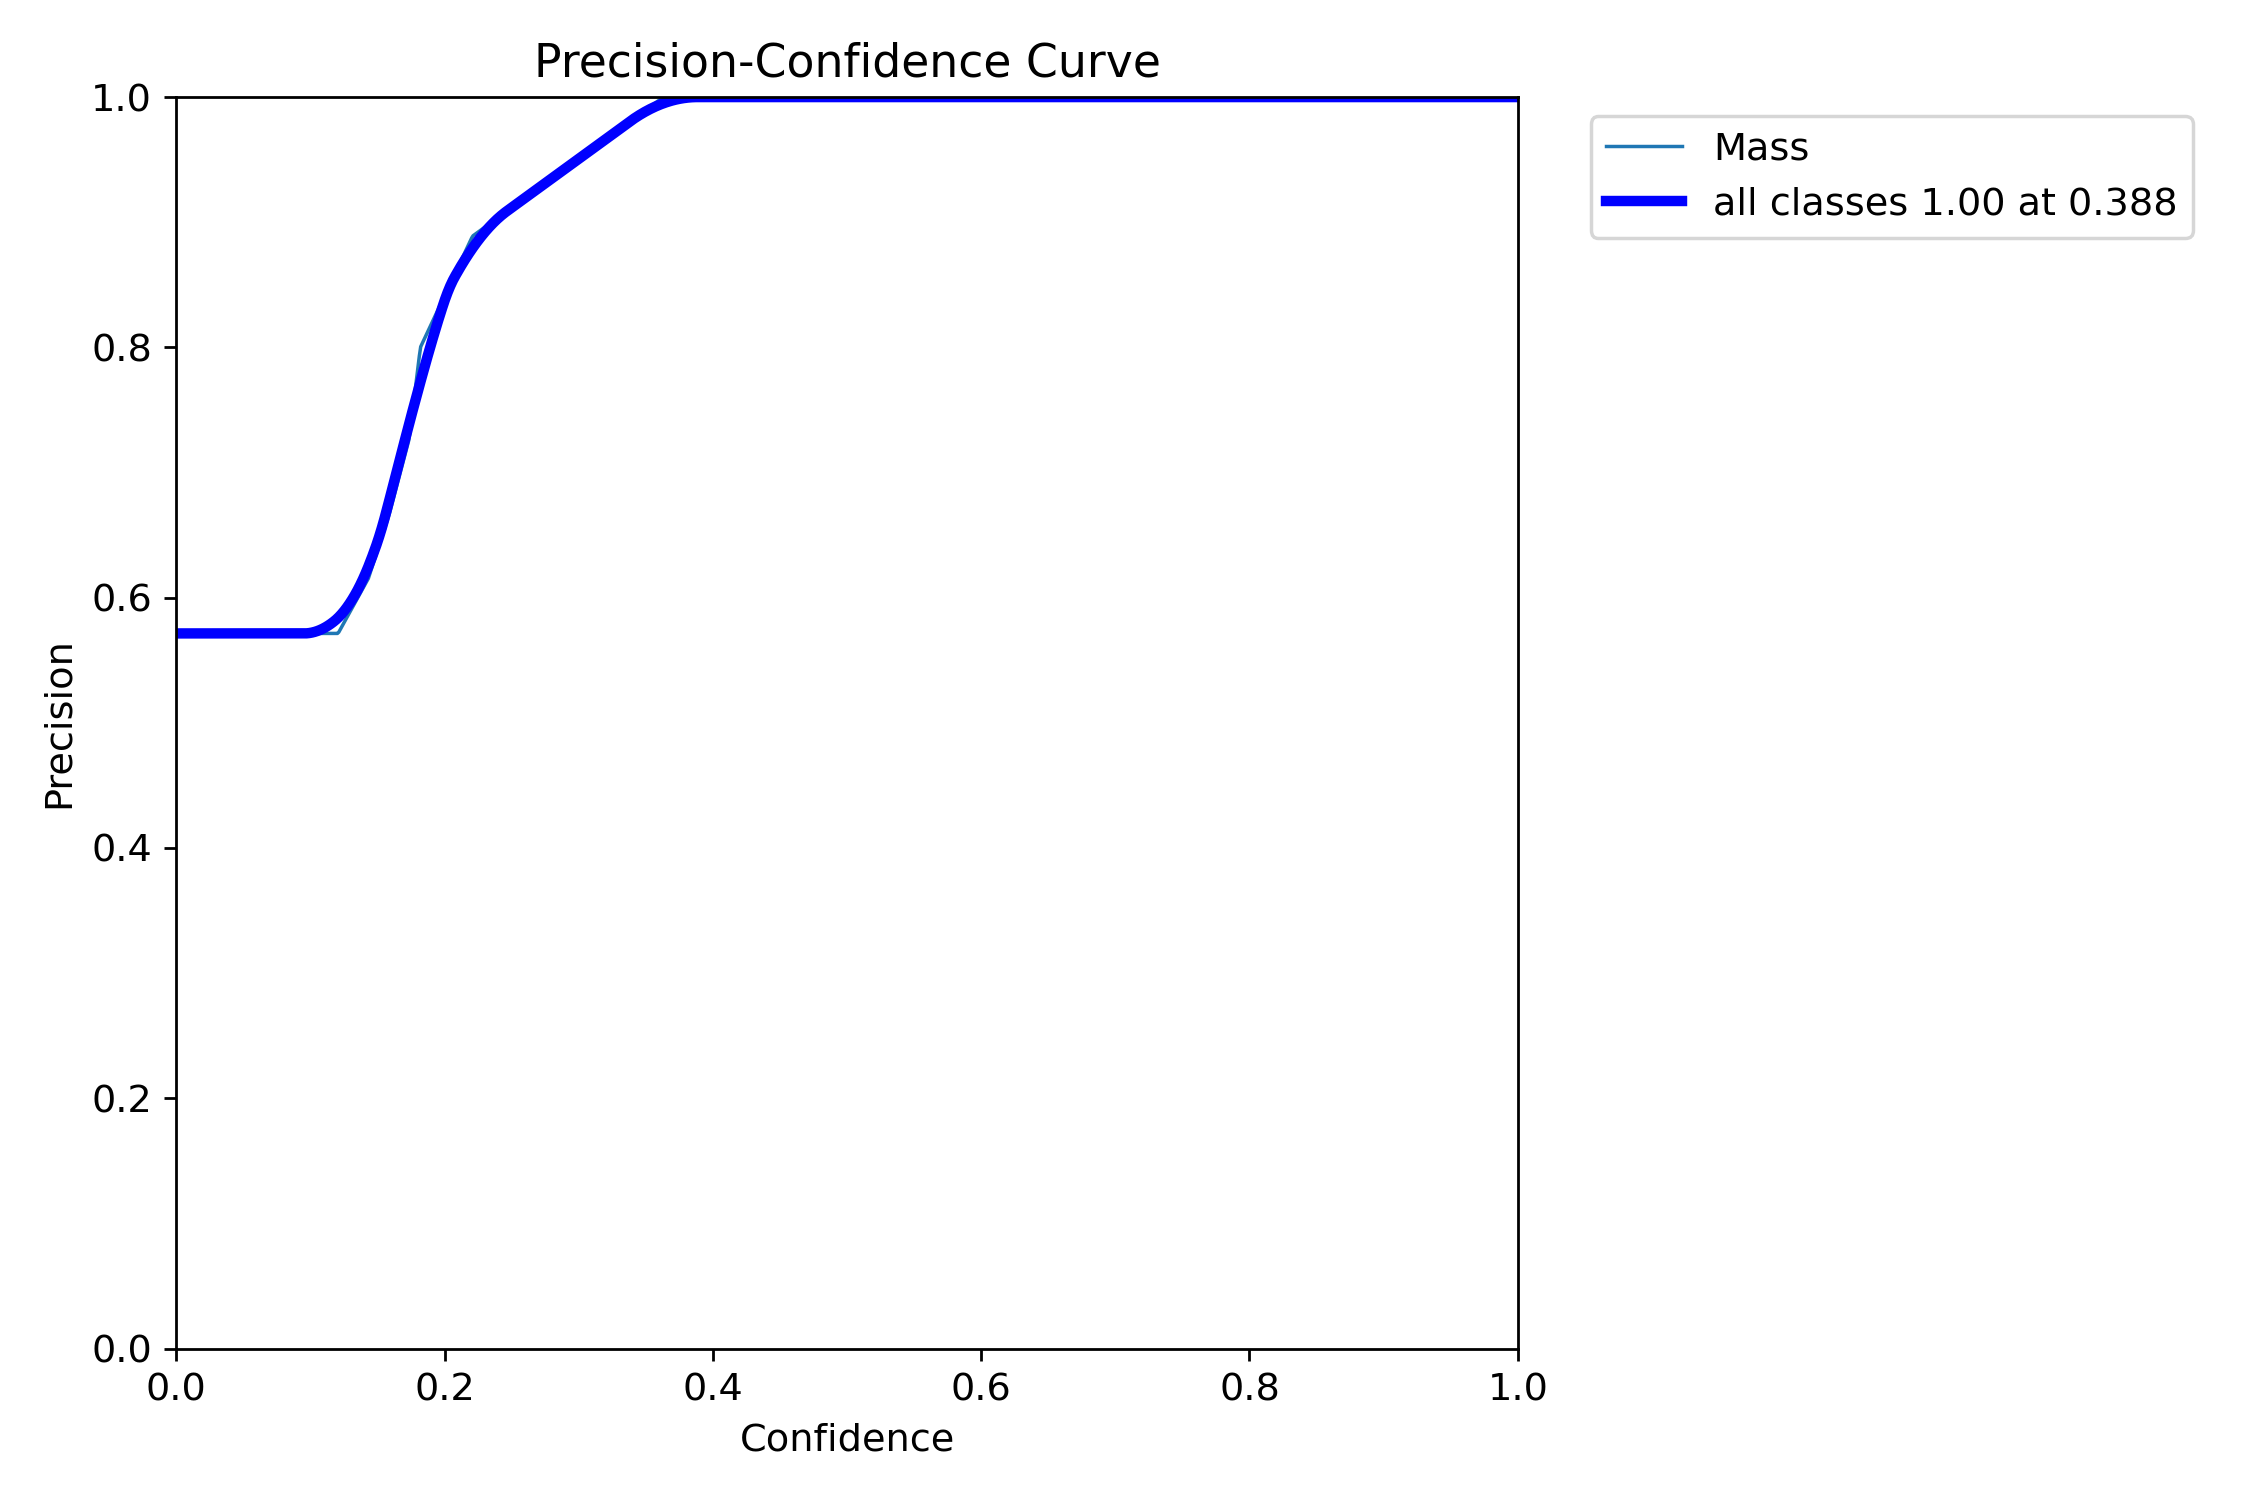 Precision-Confidence Curve
1.0
0.8
0.6
0.4
0.2
0.0
Precision
0.0 0.2 0.4 0.6 0.8 1.0
Confidence
Mass
all classes 1.00 at 0.388